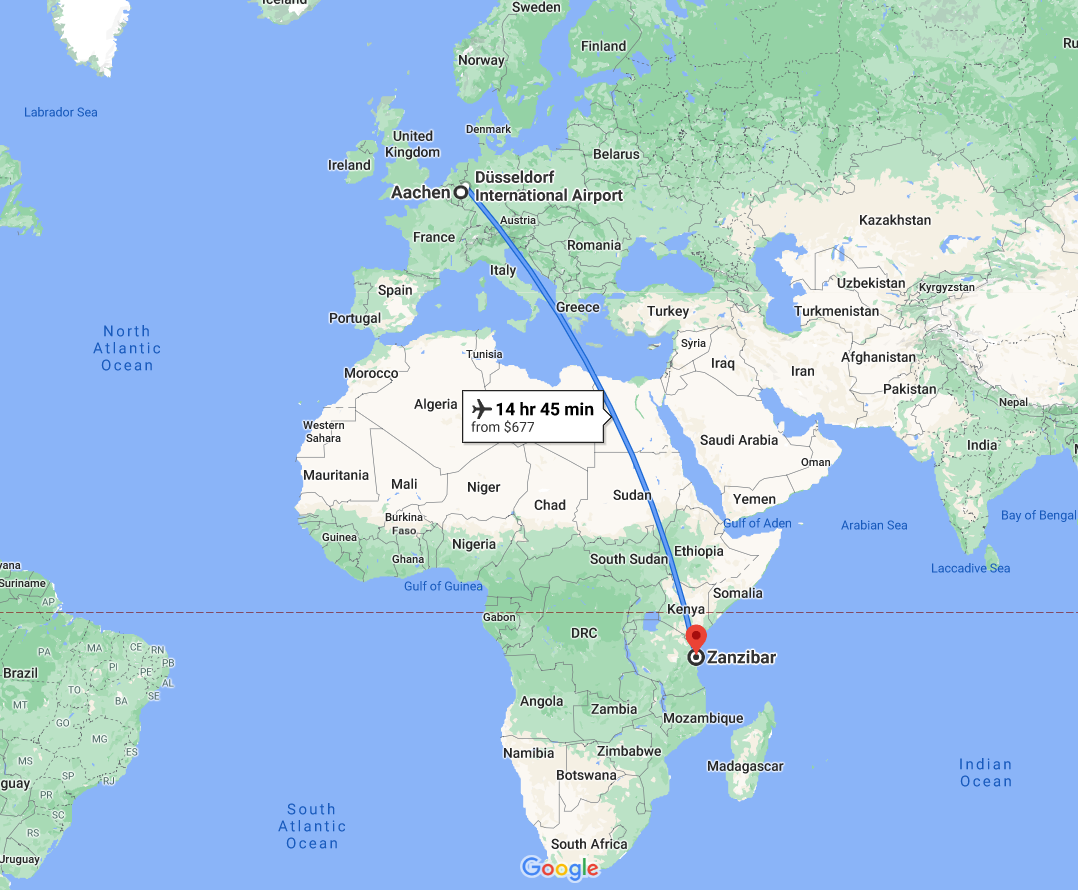 Iceland
Sweden
Finland
Ru
Norway
Labrador Sea
Denmark
United
Kingdom
Ireland
Belarus
Düsseldorf
International Airport
Aachen
Austria
Kazakhstan
France
Romania
Italy
Uzbekistan
Kyrgyzstan
Spain
Greece
Turkey
Turkmenistan
Portugal
North
Atlantic
Ocean
Syria
Tunisia
Afghanistan
Iraq
Iran
Morocco
Pakistan
Nepal
Algeria
14 hr 45 min
from $677
Western
Sahara
Saudi Arabia
India
Oman
Mauritania
Mali
Niger
Chad
Sudan
Yemen
Burkina
Faso
Gulf of Aden
Arabian Sea
Bay of Bengal
Guinea
Nigeria
Ghana
South Sudan
Ethiopia
Laccadive Sea
yana
Suriname
Gulf of Guinea
Somalia
AP
Kenya
Gabon
DRC
PA
MA
CE
RN
PB
PI
PE
AL
Brazil
Zanzibar
TO
SE
BA
MT
Angola
Zambia
GO
Mozambique
MG
ES
Namibia
Zimbabwe
MS
Madagascar
Indian
Ocean
SP
RJ
Botswana
guay
PR
South
Atlantic
Ocean
SC
RS
South Africa
Uruguay
Google